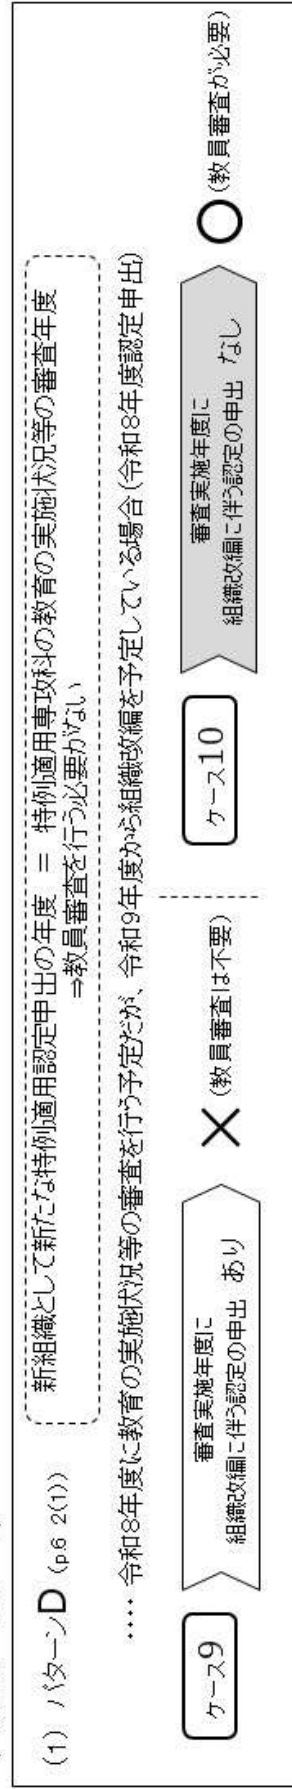 (1) パターンD (p.6 2(1))
新組織として新たな特例適用認定申出の年度 = 特例適用専攻科の教育の実施状況等の審査年度
⇒教員審査を行う必要がない
‥‥‥令和8年度に教育の実施状況等の審査を行う予定だが、令和9年度から組織改編を予定している場合(令和8年度認定申出)
ケース9
審査実施年度に
組織改編に伴う認定の申出 あり
× (教員審査は不要)
ケース10
審査実施年度に
組織改編に伴う認定の申出 なし
○ (教員審査が必要)